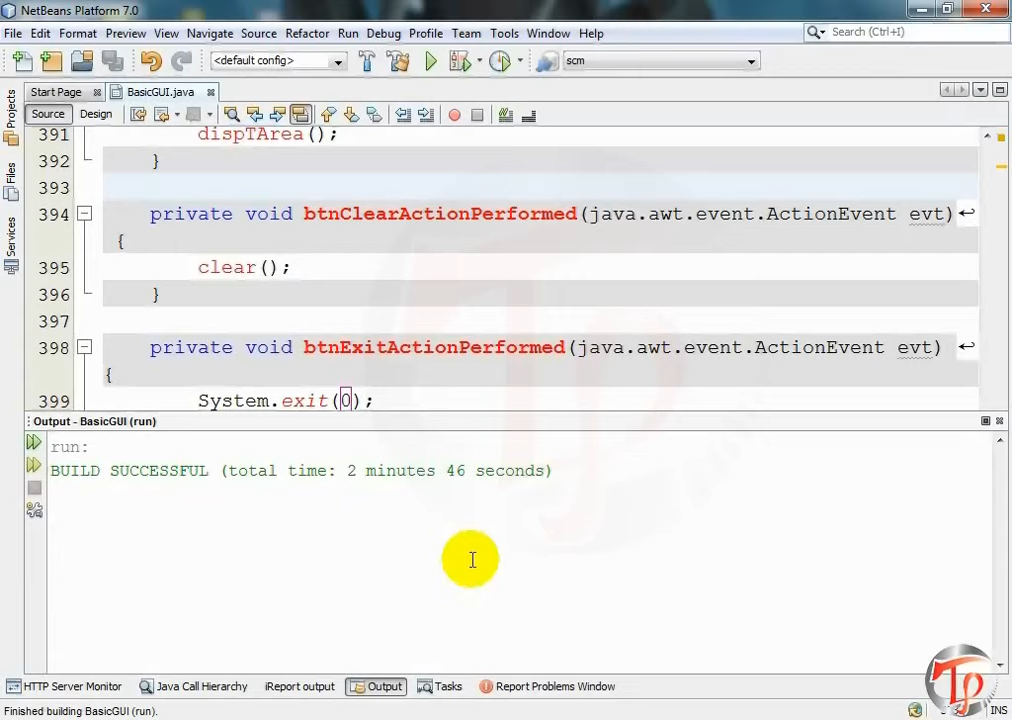 NetBeans Platform 7.0
File Edit Format Preview View Navigate Source Refactor Run Debug Profile Team Tools Window Help
Search (Ctrl+I)
<default config>
scm
Start Page
BasicGUI.java
Source Design
Projects
Files
Services
391 dispTArea();
392 }
393
394 private void btnClearActionPerformed(java.awt.event.ActionEvent evt)
{
395 clear();
396 }
397
398 private void btnExitActionPerformed(java.awt.event.ActionEvent evt)
{
399 System.exit(0);
Output - BasicGUI (run)
run:
BUILD SUCCESSFUL (total time: 2 minutes 46 seconds)
HTTP Server Monitor Java Call Hierarchy iReport output Output Tasks Report Problems Window
Finished building BasicGUI (run).
INS
Tp